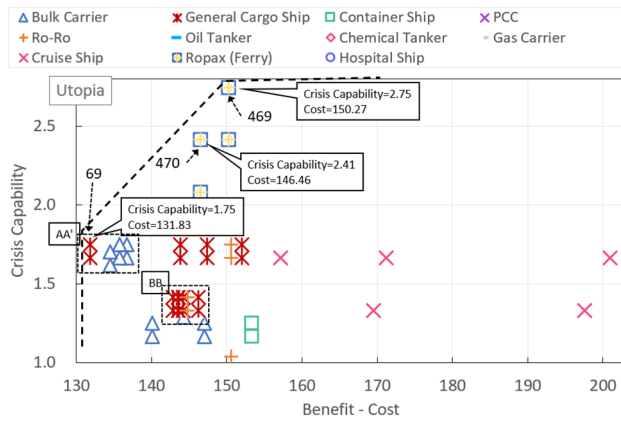 Bulk Carrier General Cargo Ship Container Ship PCC
Ro-Ro Oil Tanker Chemical Tanker Gas Carrier
Cruise Ship Ropax (Ferry) Hospital Ship
Utopia
Crisis Capability=2.75
Cost=150.27
469
2.5
470
Crisis Capability=2.41
Cost=146.46
69
2.0
Crisis Capability=1.75
Cost=131.83
AA'
Crisis Capability
BB
1.5
1.0
130 140 150 160 170 180 190 200
Benefit - Cost